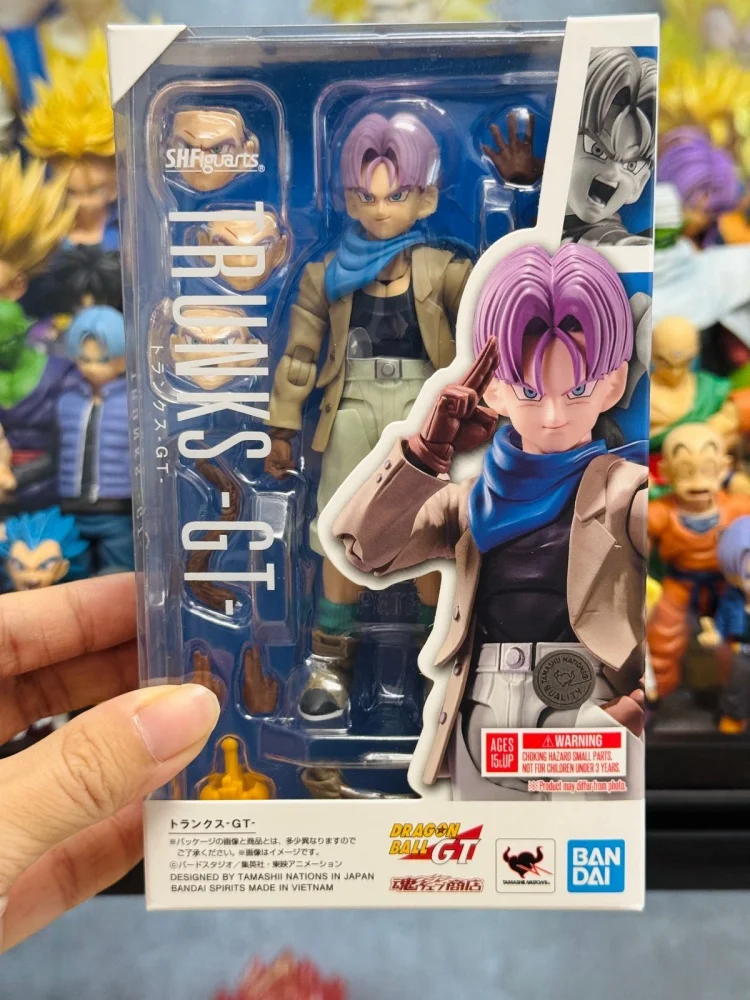 S.H.Figuarts®
TRUNKS -GT-
トランクス-GT-
TAMASHII NATIONS
QUALITY
AGES
15&UP
⚠WARNING
CHOKING HAZARD SMALL PARTS.
NOT FOR CHILDREN UNDER 3 YEARS.
※Product may differ from photo.
トランクス-GT-
※パッケージの画像と商品とは、多少異なりますので
ご了承ください。※画像はイメージです。
©バードスタジオ／集英社・東映アニメーション
DESIGNED BY TAMASHII NATIONS IN JAPAN
BANDAI SPIRITS MADE IN VIETNAM
DRAGON
BALL GT
魂ウェブ商店
TAMASHII NATIONS
BAN
DAI